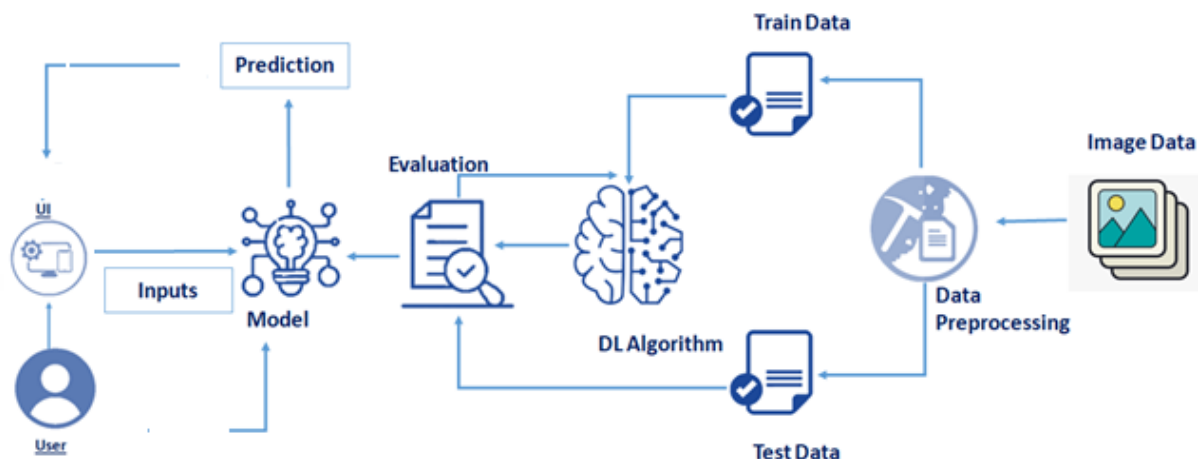 Train Data
Prediction
Image Data
Evaluation
UI
Inputs
Model
Data
Preprocessing
DL Algorithm
User
Test Data